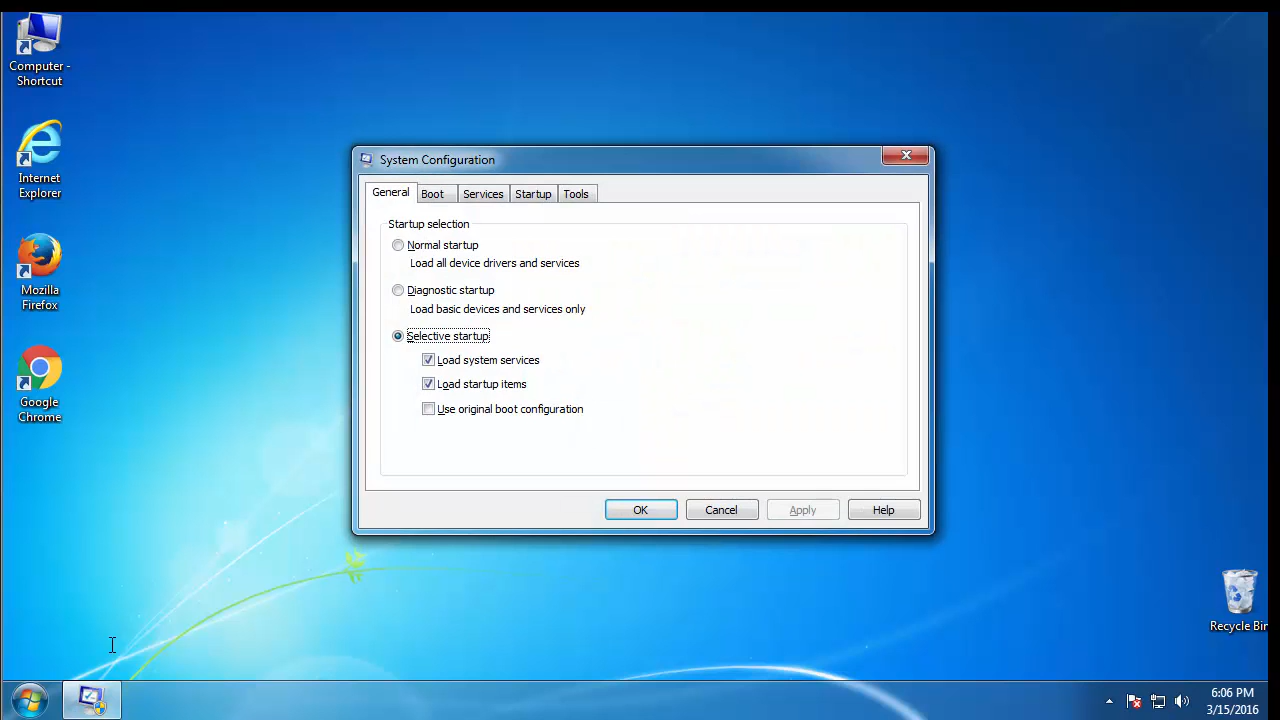 Computer -
Shortcut
Internet
Explorer
Mozilla
Firefox
Google
Chrome
System Configuration
General Boot Services Startup Tools
Startup selection
Normal startup
Load all device drivers and services
Diagnostic startup
Load basic devices and services only
Selective startup
Load system services
Load startup items
Use original boot configuration
OK Cancel Apply Help
Recycle Bin
6:06 PM
3/15/2016